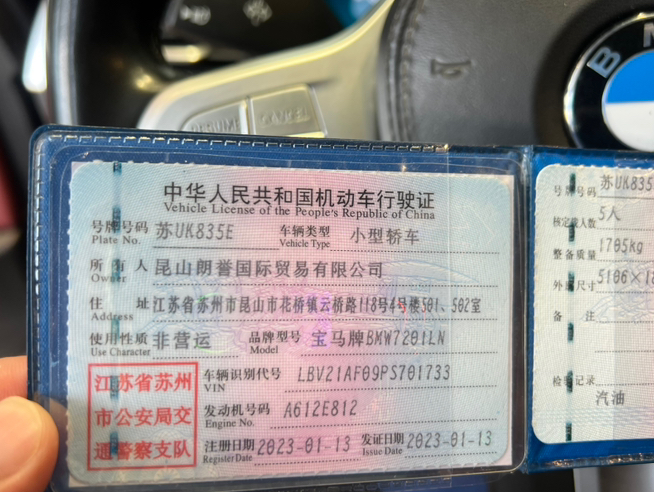 中华人民共和国机动车行驶证
Vehicle License of the People's Republic of China
号牌号码 苏UK835E 车辆类型 小型轿车
Plate No. Vehicle Type
所有人 昆山朗誉国际贸易有限公司
Owner
住址 江苏省苏州市昆山市花桥镇云桥路118号4号楼501、502室
Address
使用性质 非营运 品牌型号 宝马牌BMW7201LN
Use Character Model
车辆识别代号 LBV21AF09PS701733
VIN
发动机号码 A612E812
Engine No.
注册日期 2023-01-13 发证日期 2023-01-13
Register Date Issue Date
江苏省苏州
市公安局交
通警察支队
号牌号码 苏UK835
核定载人数 5人
整备质量 1705kg
外廓尺寸 5106×1
备注
检验记录
汽油
B M